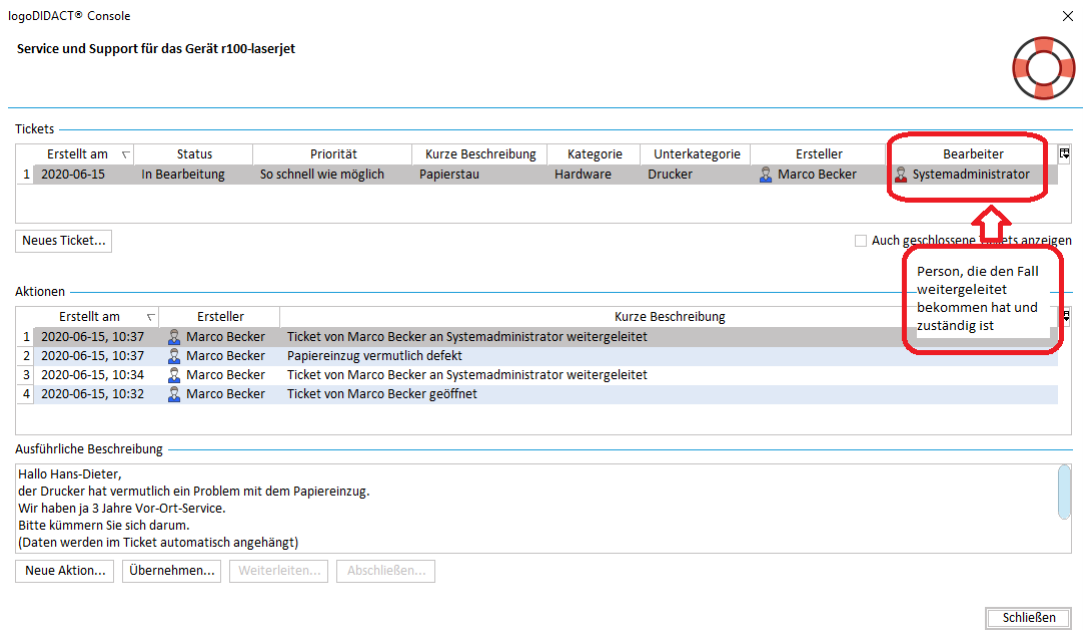 logoDIDACT® Console
Service und Support für das Gerät r100-laserjet
Tickets
Erstellt am Status Priorität Kurze Beschreibung Kategorie Unterkategorie Ersteller Bearbeiter
1 2020-06-15 In Bearbeitung So schnell wie möglich Papierstau Hardware Drucker Marco Becker Systemadministrator
Neues Ticket...
Auch geschlossene Tickets anzeigen
Person, die den Fall
weitergeleitet
bekommen hat und
zuständig ist
Aktionen
Erstellt am Ersteller Kurze Beschreibung
1 2020-06-15, 10:37 Marco Becker Ticket von Marco Becker an Systemadministrator weitergeleitet
2 2020-06-15, 10:37 Marco Becker Papiereinzug vermutlich defekt
3 2020-06-15, 10:34 Marco Becker Ticket von Marco Becker an Systemadministrator weitergeleitet
4 2020-06-15, 10:32 Marco Becker Ticket von Marco Becker geöffnet
Ausführliche Beschreibung
Hallo Hans-Dieter,
der Drucker hat vermutlich ein Problem mit dem Papiereinzug.
Wir haben ja 3 Jahre Vor-Ort-Service.
Bitte kümmern Sie sich darum.
(Daten werden im Ticket automatisch angehängt)
Neue Aktion... Übernehmen... Weiterleiten... Abschließen...
Schließen